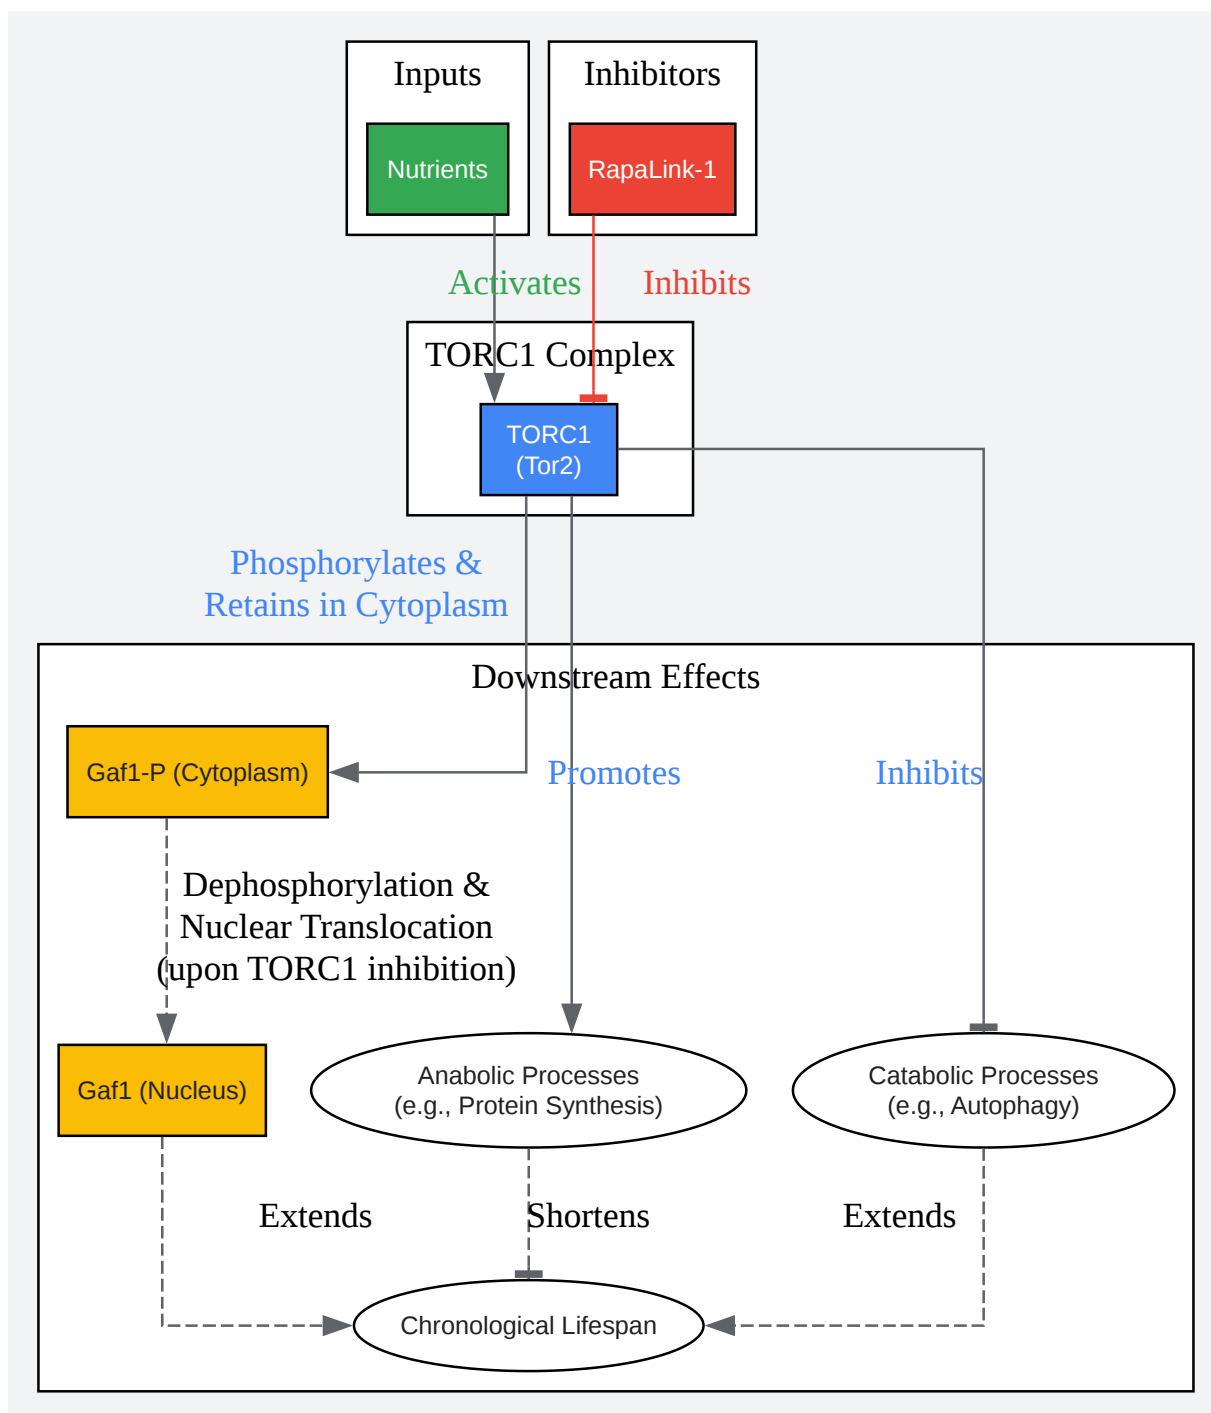 Inputs
Inhibitors
Nutrients
RapaLink-1
Activates
Inhibits
TORC1 Complex
TORC1
(Tor2)
Phosphorylates &
Retains in Cytoplasm
Downstream Effects
Gaf1-P (Cytoplasm)
Promotes
Inhibits
Dephosphorylation &
Nuclear Translocation
(upon TORC1 inhibition)
Gaf1 (Nucleus)
Anabolic Processes
(e.g., Protein Synthesis)
Catabolic Processes
(e.g., Autophagy)
Extends
Shortens
Extends
Chronological Lifespan